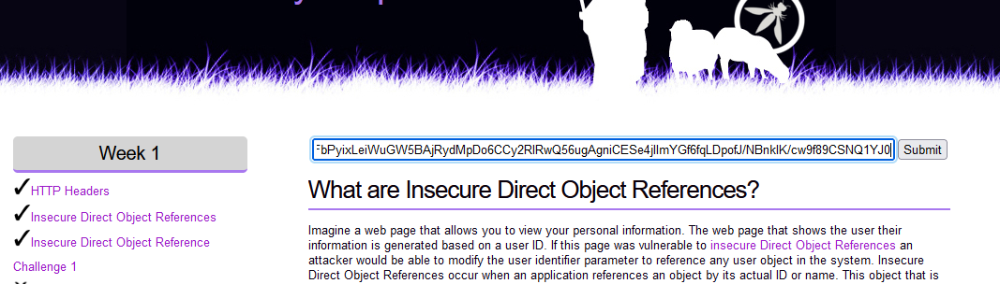 Week 1
HTTP Headers
Insecure Direct Object References
Insecure Direct Object Reference
Challenge 1
Submit
What are Insecure Direct Object References?
Imagine a web page that allows you to view your personal information. The web page that shows the user their
information is generated based on a user ID. If this page was vulnerable to insecure Direct Object References an
attacker would be able to modify the user identifier parameter to reference any user object in the system. Insecure
Direct Object References occur when an application references an object by its actual ID or name. This object that is